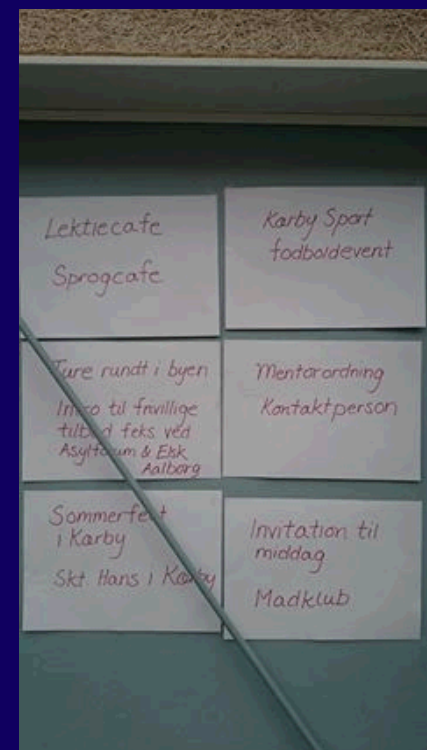 Lektiecafe
Sprogcafe
Karby Sport
fodboldevent
Ture rundt i byen
Intro til frivillige
tilbud feks ved
Asylforum & Elsk
Aalborg
Mentorordning
Kontaktperson
Sommerfest
i Karby
Skt. Hans i Karby
Invitation til
middag
Madklub